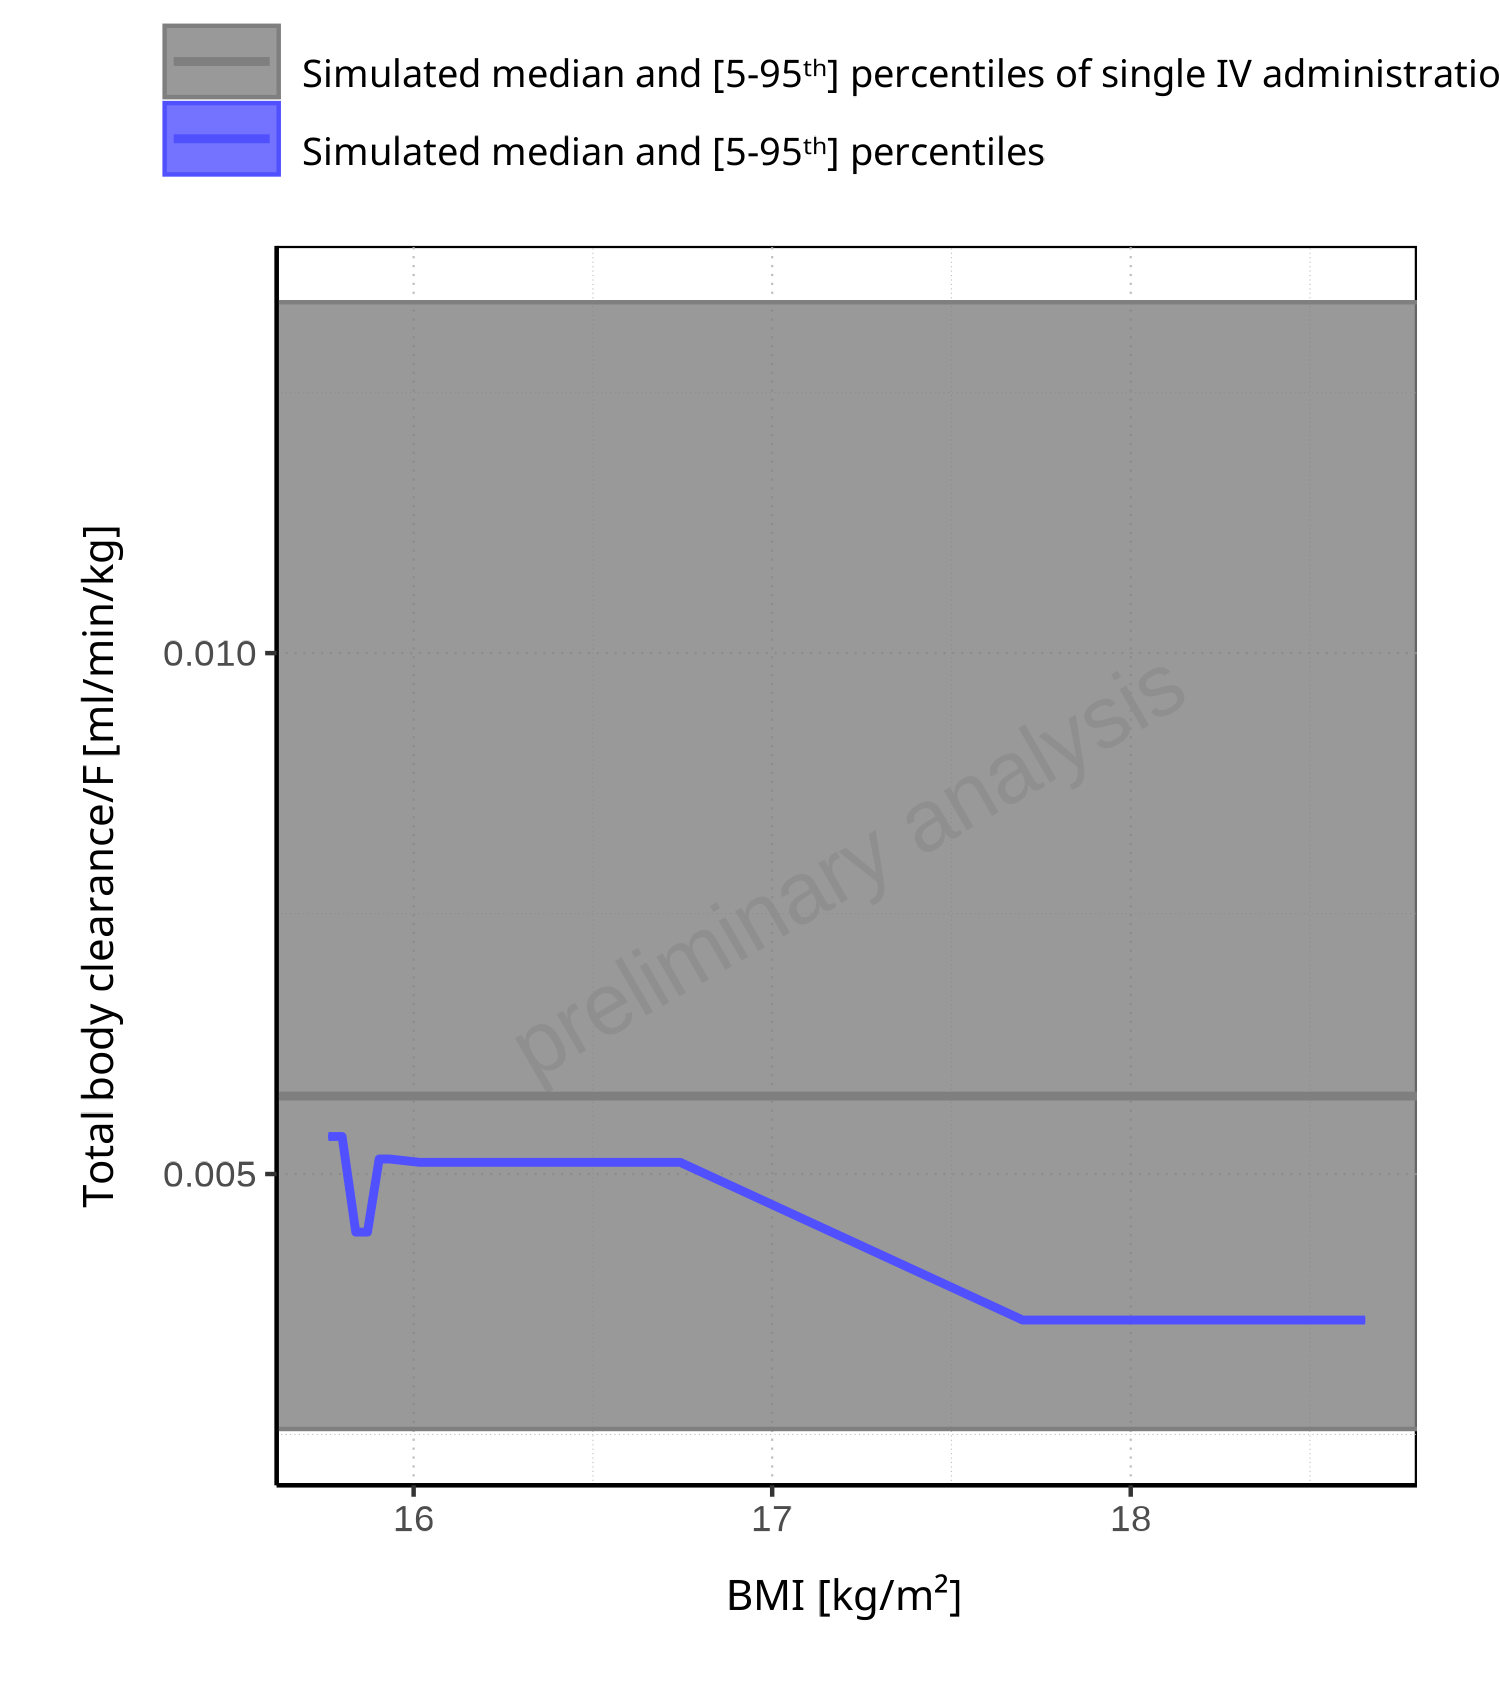 Simulated median and [5-95ᵗʰ] percentiles of single IV administratio
Simulated median and [5-95ᵗʰ] percentiles
Total body clearance/F [ml/min/kg]
0.010
0.005
preliminary analysis
16 17 18
BMI [kg/m²]